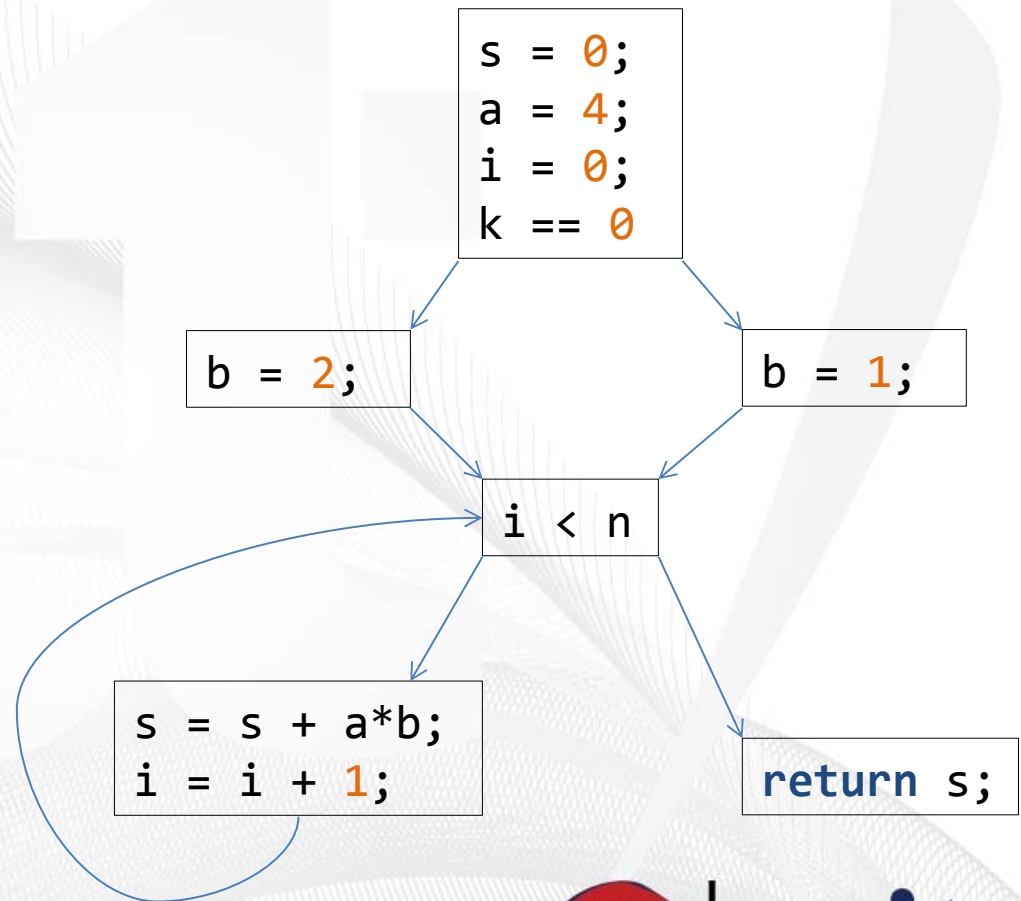 s = 0;
a = 4;
i = 0;
k == 0
b = 2;
b = 1;
i < n
s = s + a*b;
i = i + 1;
return s;